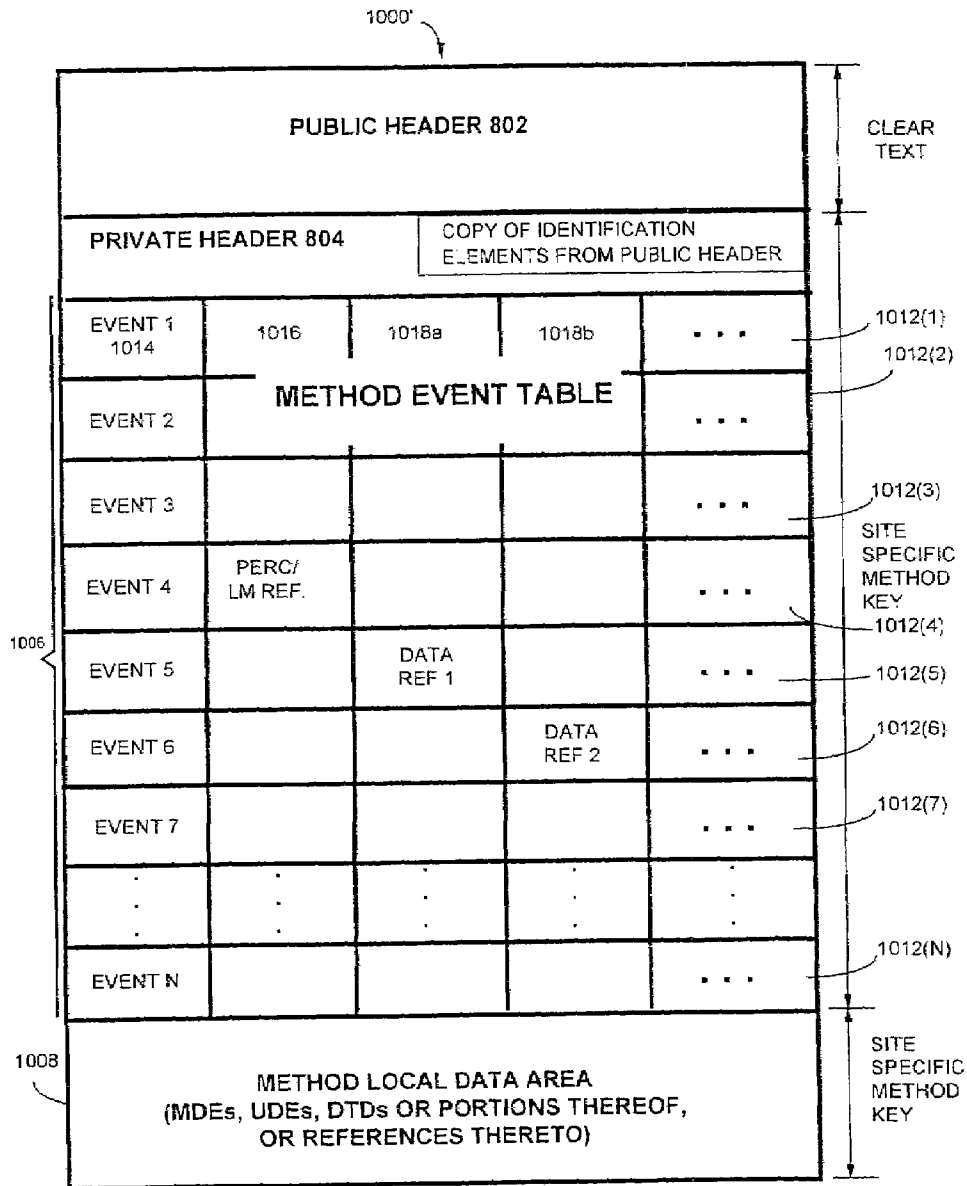 1000'
PUBLIC HEADER 802
CLEAR
TEXT
PRIVATE HEADER 804
COPY OF IDENTIFICATION
ELEMENTS FROM PUBLIC HEADER
EVENT 1
1014
1016
1018a
1018b
. . .
1012(1)
1012(2)
METHOD EVENT TABLE
EVENT 2
. . .
EVENT 3
. . .
1012(3)
SITE
SPECIFIC
METHOD
KEY
EVENT 4
PERC/
LM REF.
. . .
1012(4)
1006
EVENT 5
DATA
REF 1
. . .
1012(5)
EVENT 6
DATA
REF 2
. . .
1012(6)
EVENT 7
. . .
1012(7)
EVENT N
. . .
1012(N)
1008
METHOD LOCAL DATA AREA
(MDEs, UDEs, DTDs OR PORTIONS THEREOF,
OR REFERENCES THERETO)
SITE
SPECIFIC
METHOD
KEY